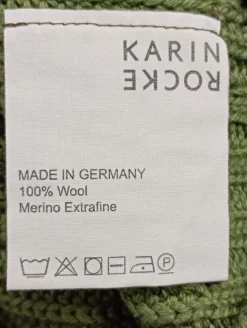 KARIN
ROCKE
MADE IN GERMANY
100% Wool
Merino Extrafine
P